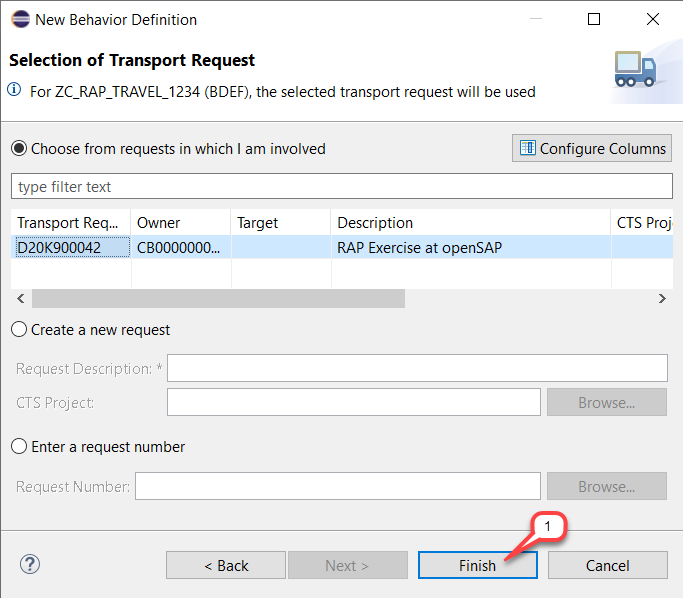 New Behavior Definition
Selection of Transport Request
For ZC_RAP_TRAVEL_1234 (BDEF), the selected transport request will be used
Choose from requests in which I am involved
Configure Columns
type filter text
Transport Req... Owner Target Description CTS Proj
D20K900042 CB0000000... RAP Exercise at openSAP
Create a new request
Request Description: *
CTS Project: Browse...
Enter a request number
Request Number: Browse...
1
? < Back Next > Finish Cancel